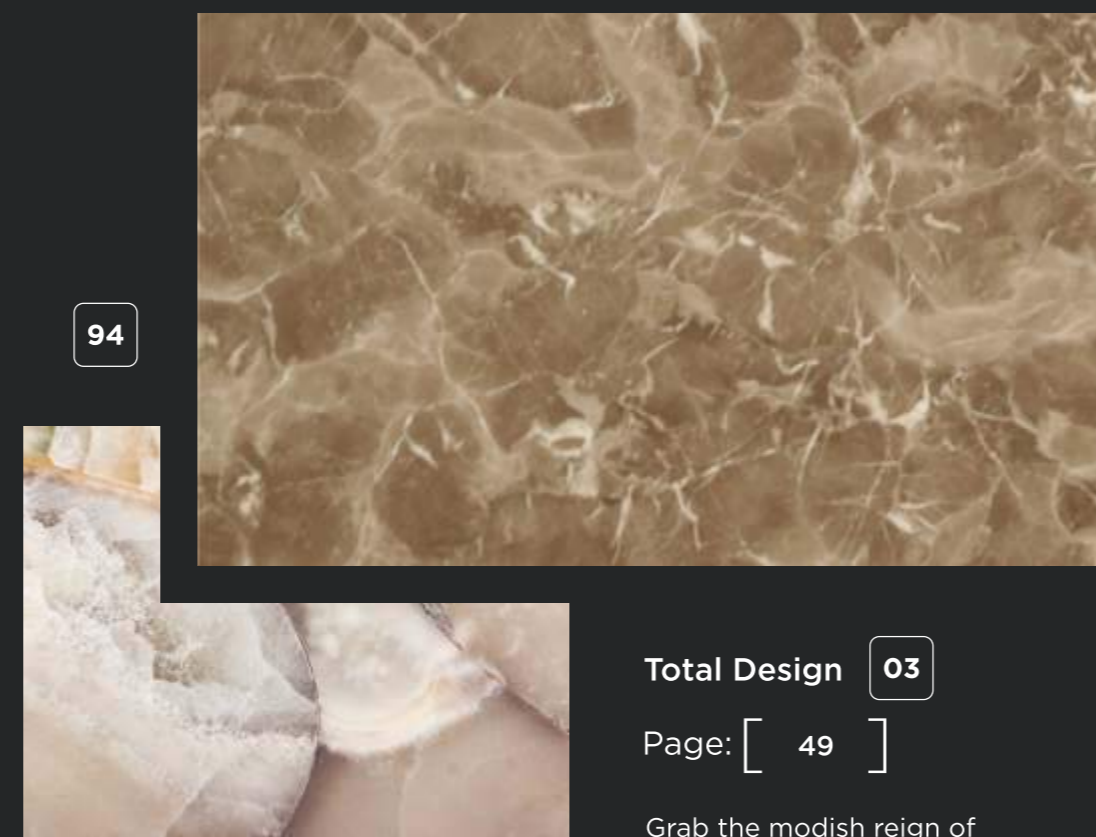 94
Total Design 03
Page: [ 49 ]
Grab the modish reign of